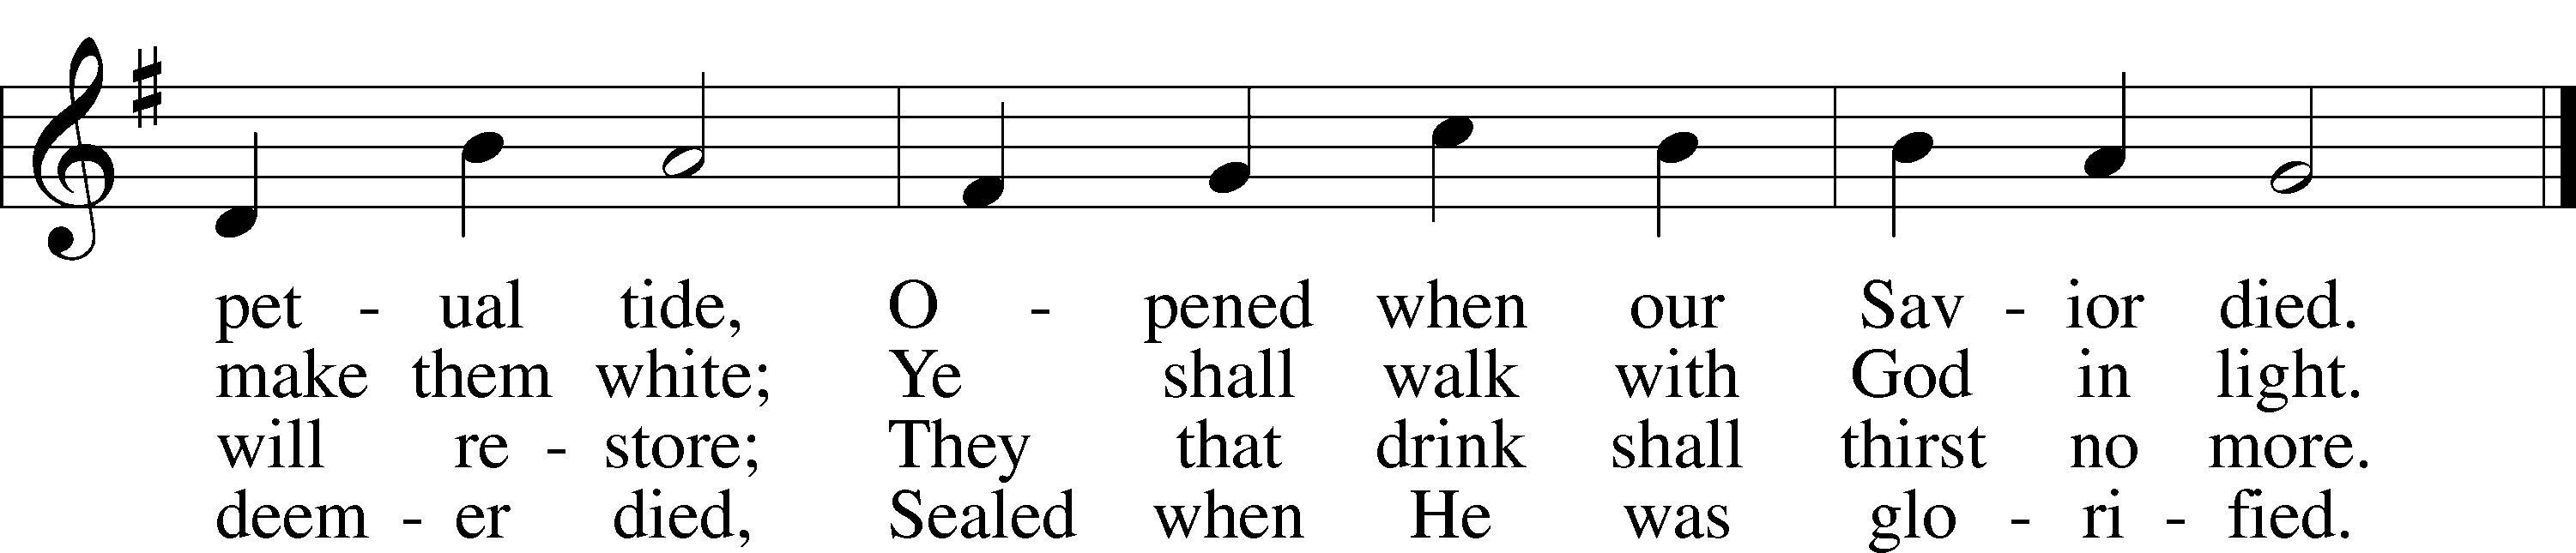 pet - ual tide, O - pened when our Sav - ior died.
make them white; Ye shall walk with God in light.
will re - store; They that drink shall thirst no more.
deem - er died, Sealed when He was glo - ri - fied.